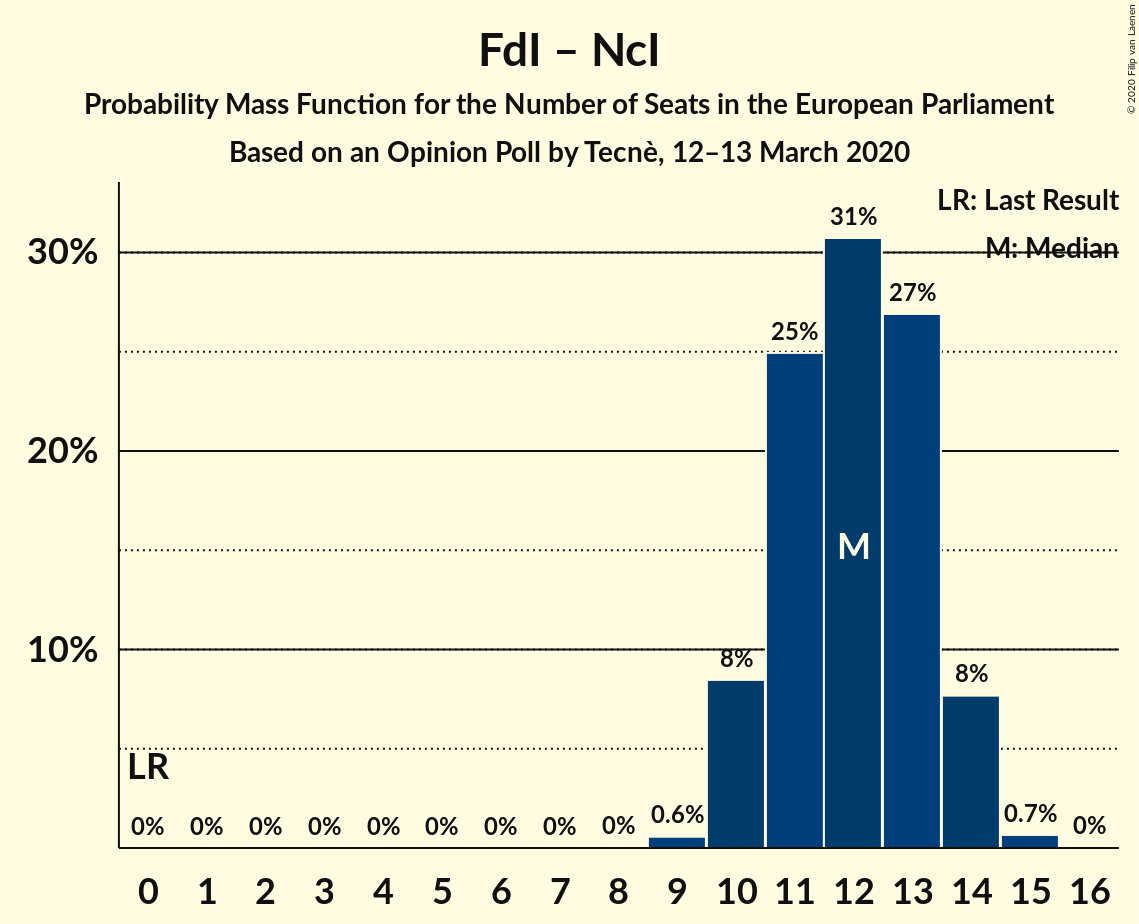 FdI – NcI
Probability Mass Function for the Number of Seats in the European Parliament
Based on an Opinion Poll by Tecnè, 12–13 March 2020
© 2020 Filip van Laenen
LR: Last Result
M: Median
30%
20%
10%
31%
27%
25%
8%
8%
M
LR
0% 0% 0% 0% 0% 0% 0% 0% 0% 0.6% 0.7% 0%
0 1 2 3 4 5 6 7 8 9 10 11 12 13 14 15 16